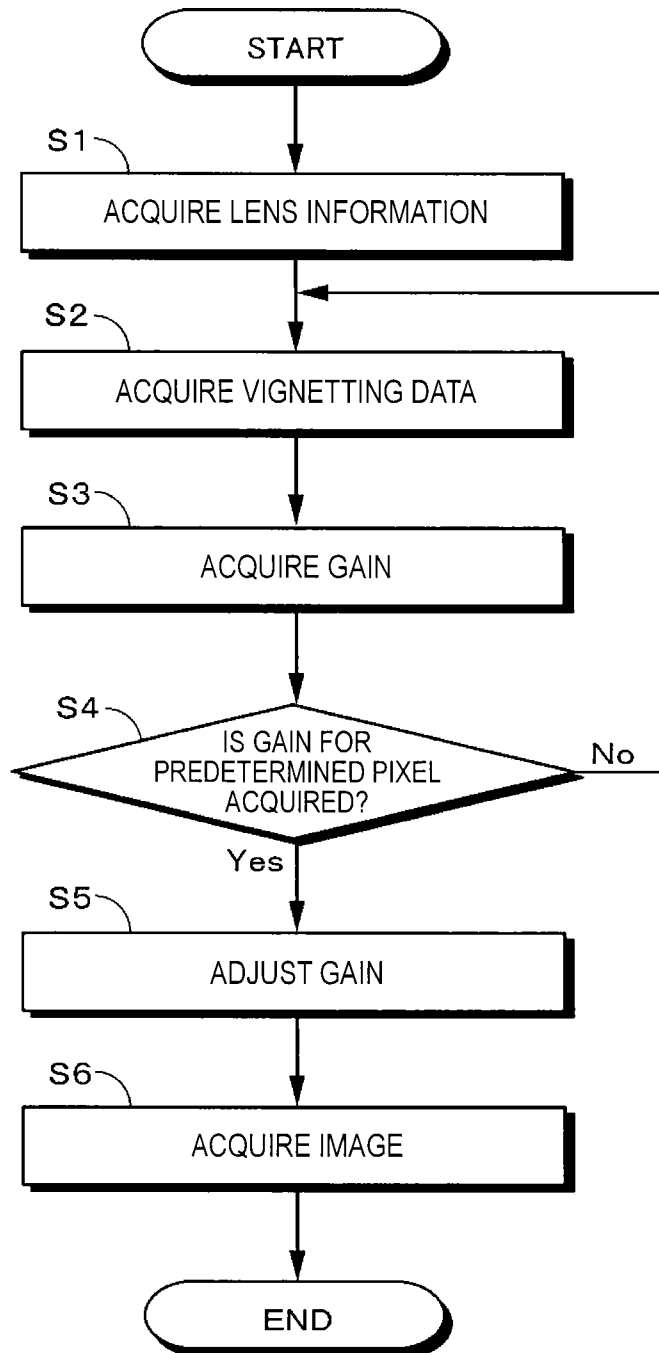 START
S1
ACQUIRE LENS INFORMATION
S2
ACQUIRE VIGNETTING DATA
S3
ACQUIRE GAIN
S4
IS GAIN FOR
PREDETERMINED PIXEL
ACQUIRED?
No
Yes
S5
ADJUST GAIN
S6
ACQUIRE IMAGE
END